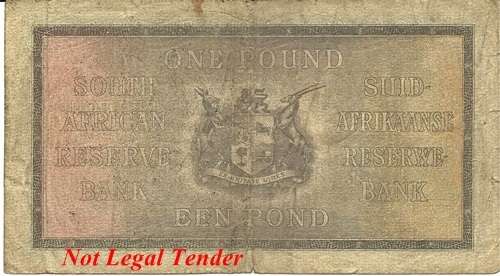 ONE POUND
SOUTH
AFRICAN
RESERVE
BANK
SUID-
AFRIKAANSE
RESERWE-
BANK
EEN POND
Not Legal Tender